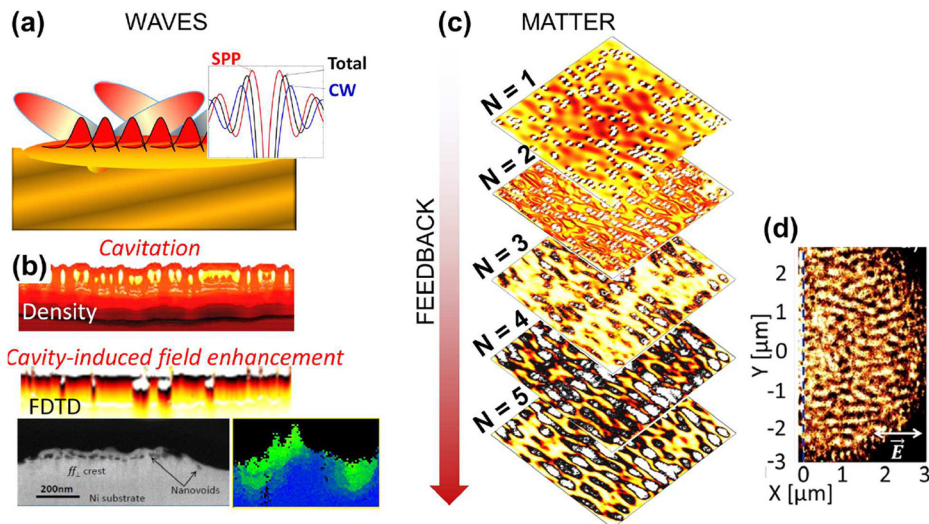 (a) WAVES
SPP
Total
CW
Cavitation
(b)
Density
Cavity-induced field enhancement
FDTD
ff⊥ crest
Nanovoids
200nm
Ni substrate
(c) MATTER
FEEDBACK
N = 1
N = 2
N = 3
N = 4
N = 5
(d)
Y [µm]
2
1
0
-1
-2
-3
E
0 1 2 3
X [µm]